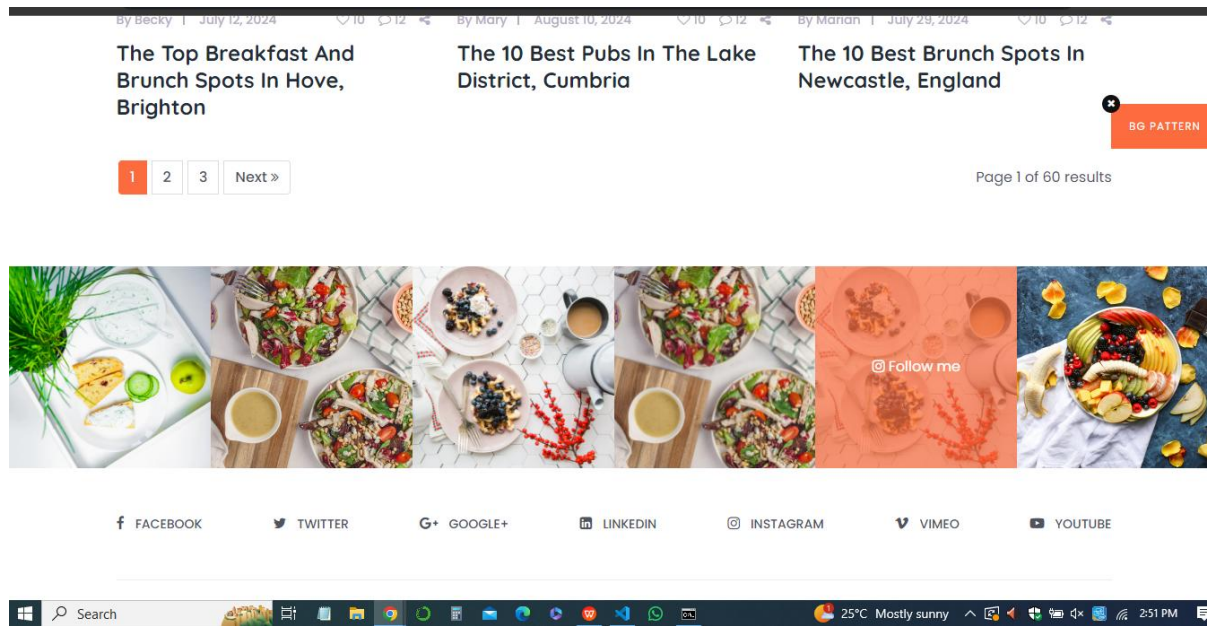 By Becky | July 12, 2024 10 12
By Mary | August 10, 2024 10 12
By Marian | July 29, 2024 10 12
The Top Breakfast And
Brunch Spots In Hove,
Brighton
The 10 Best Pubs In The Lake
District, Cumbria
The 10 Best Brunch Spots In
Newcastle, England
BG PATTERN
1 2 3 Next »
Page 1 of 60 results
Follow me
FACEBOOK TWITTER G+ GOOGLE+ LINKEDIN INSTAGRAM VIMEO YOUTUBE
Search 25°C Mostly sunny 2:51 PM